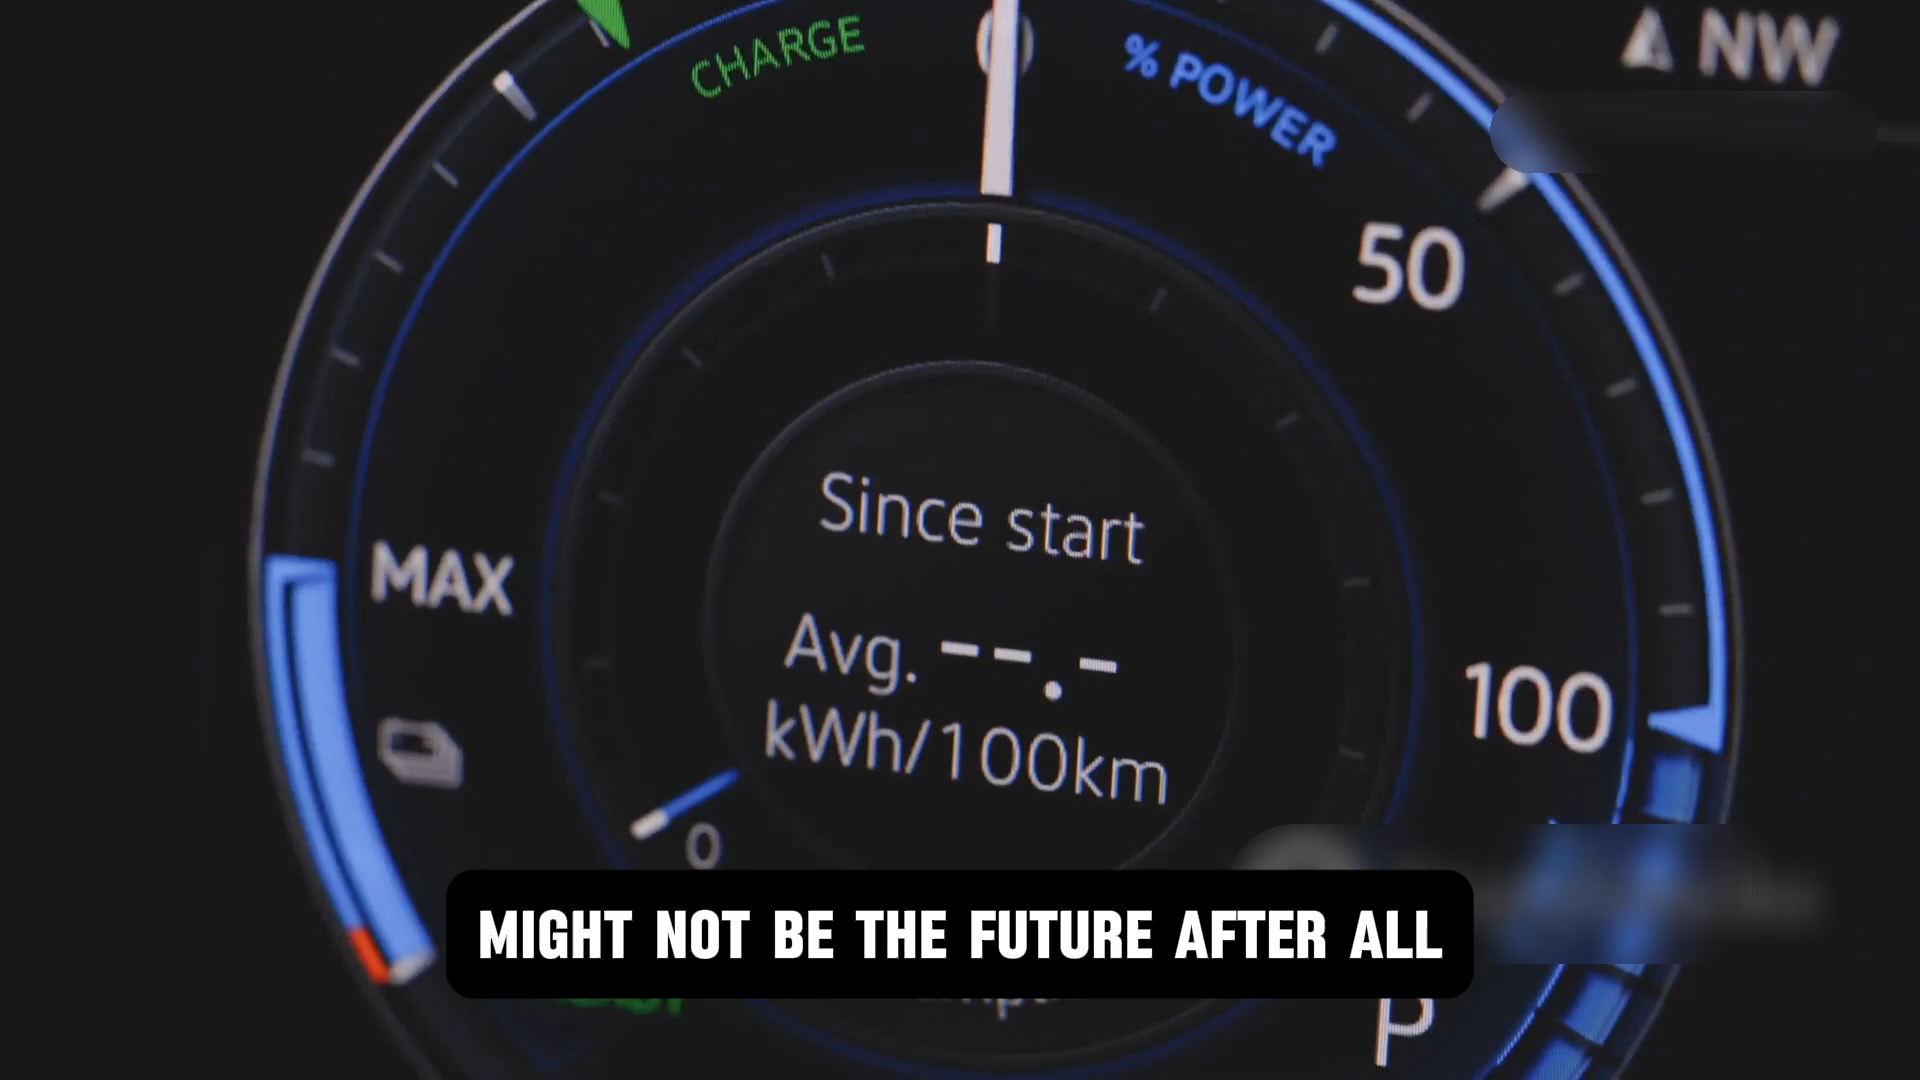 CHARGE
% POWER
NW
50
Since start
MAX
Avg. --.-
100
kWh/100km
0
MIGHT NOT BE THE FUTURE AFTER ALL
P